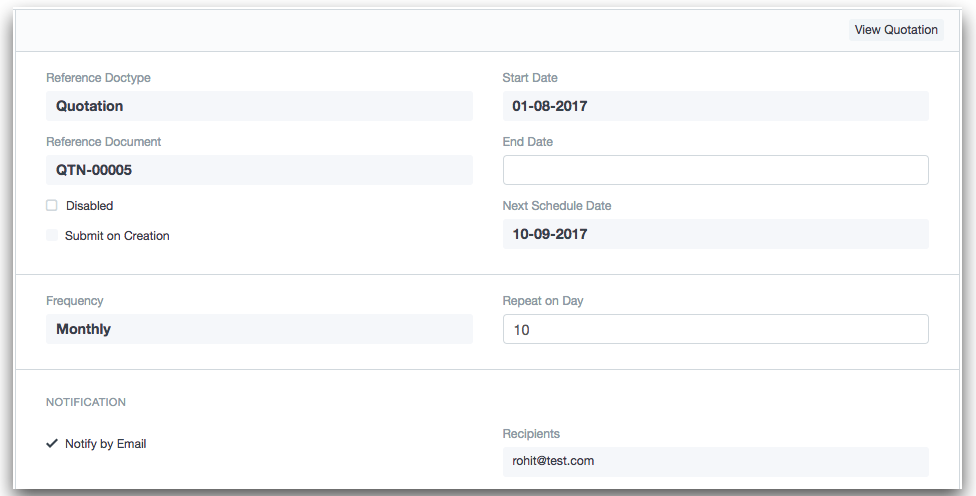 View Quotation
Reference Doctype
Quotation
Reference Document
QTN-00005
Disabled
Submit on Creation
Start Date
01-08-2017
End Date
Next Schedule Date
10-09-2017
Frequency
Monthly
Repeat on Day
10
NOTIFICATION
Notify by Email
Recipients
rohit@test.com